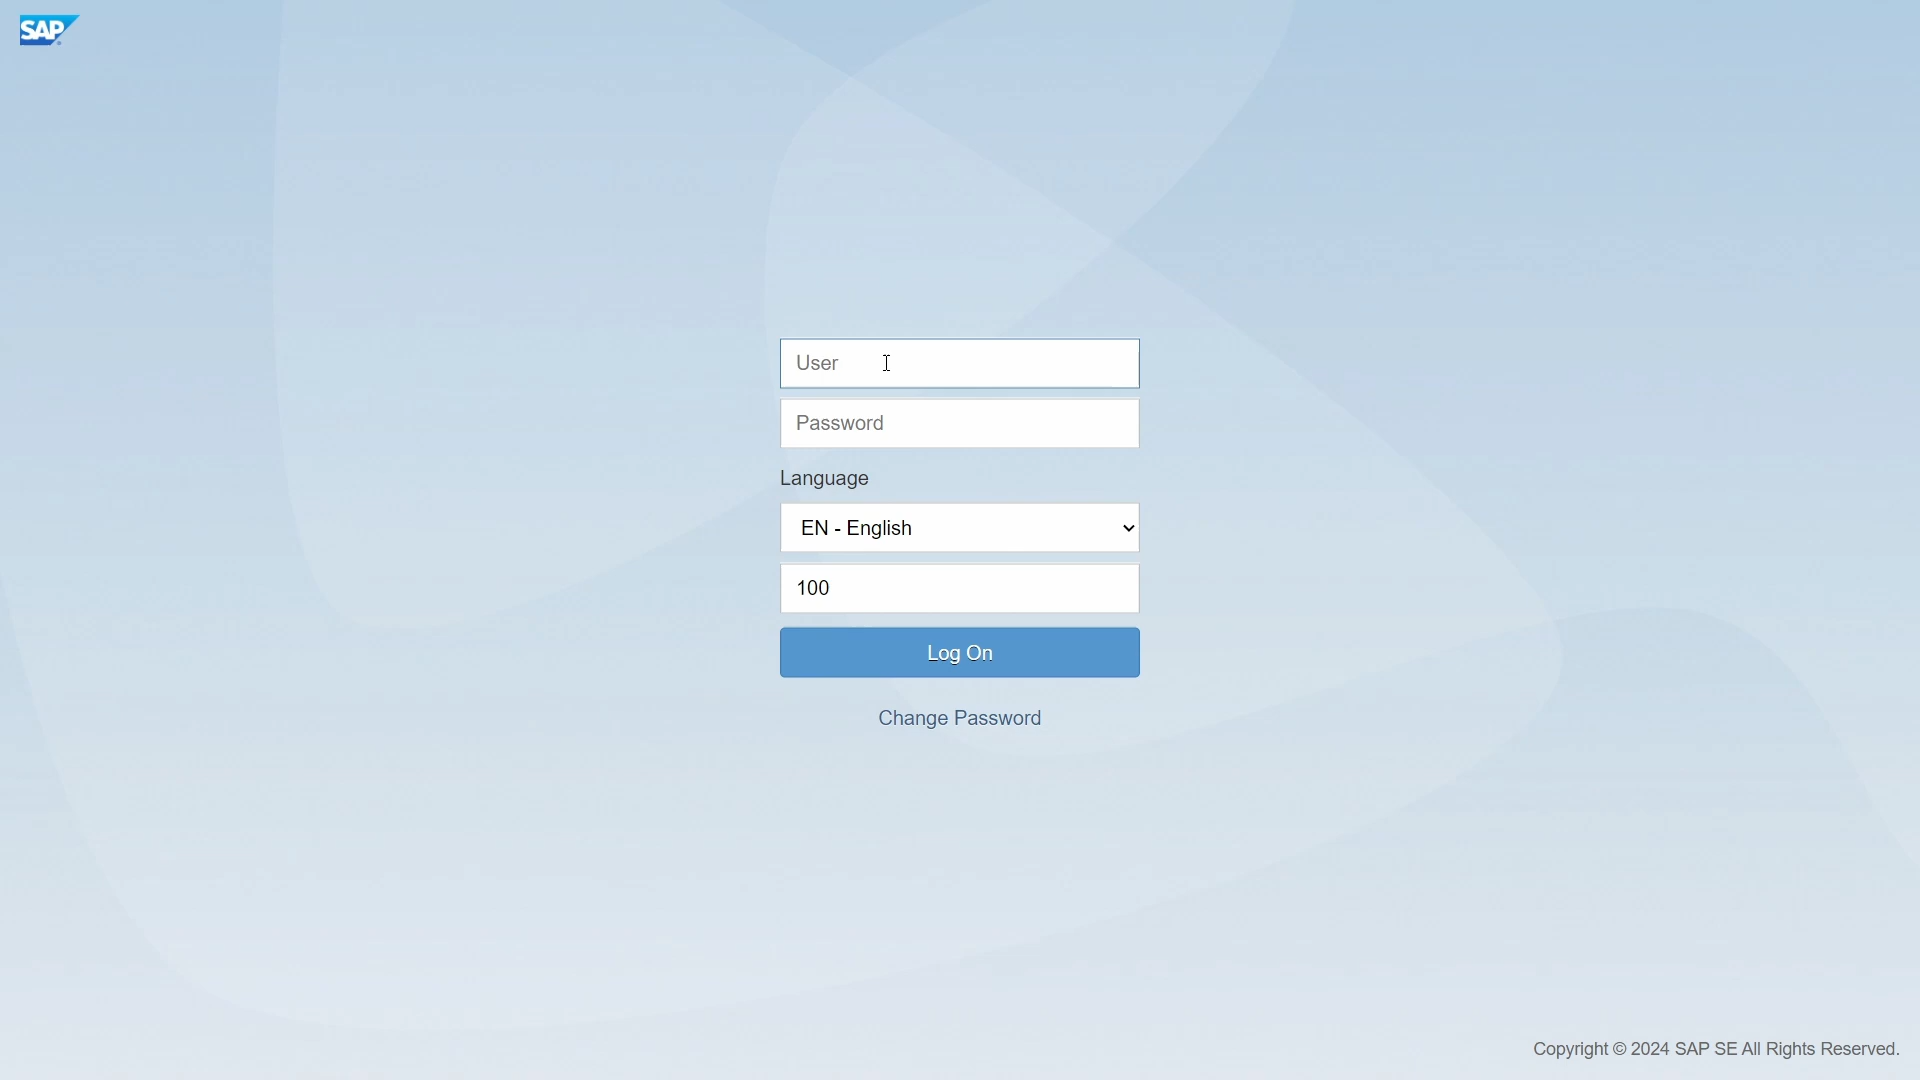 SAP
User
Password
Language
EN - English
100
Log On
Change Password
Copyright © 2024 SAP SE All Rights Reserved.